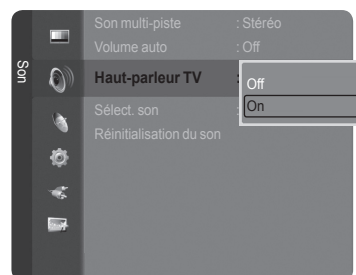 Son
Son multi-piste : Stéréo
Volume auto : Off
Haut-parleur TV :
Off
On
Sélect. son :
Réinitialisation du son